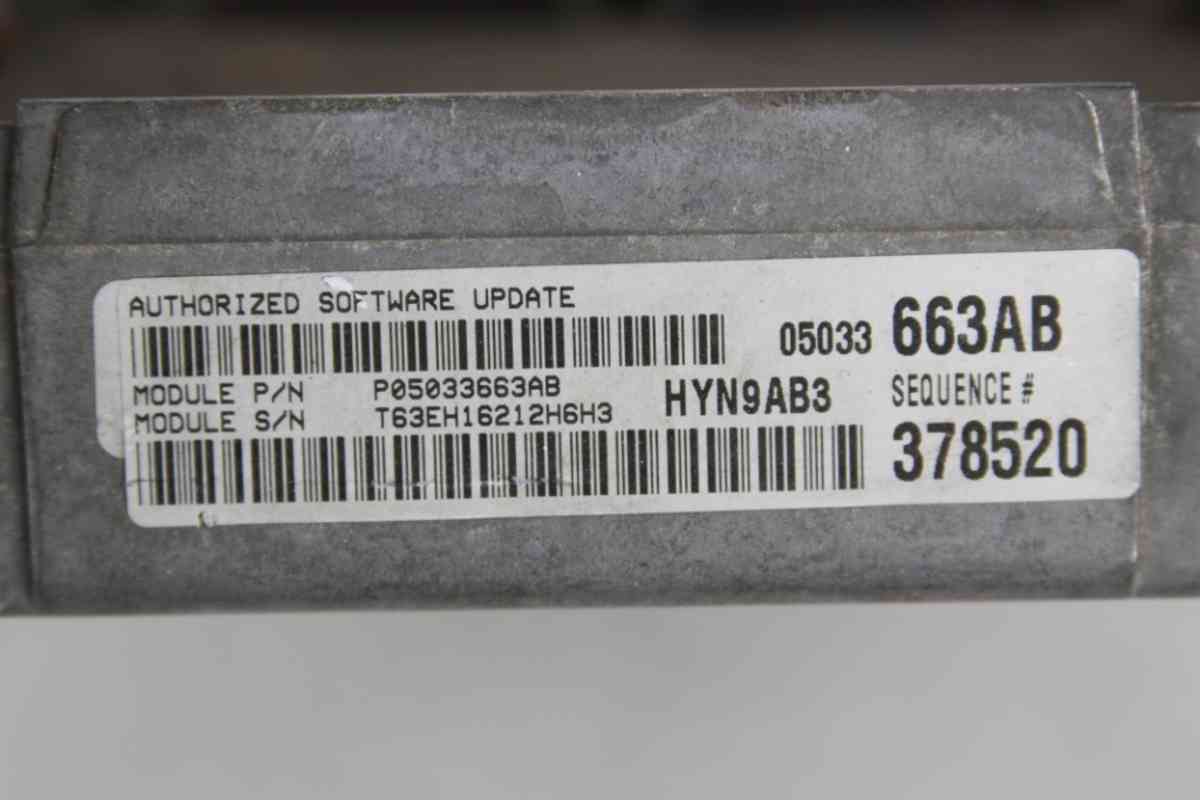 AUTHORIZED SOFTWARE UPDATE
05033 663AB
MODULE P/N P05033663AB
MODULE S/N T63EH16212H6H3
HYN9AB3
SEQUENCE #
378520